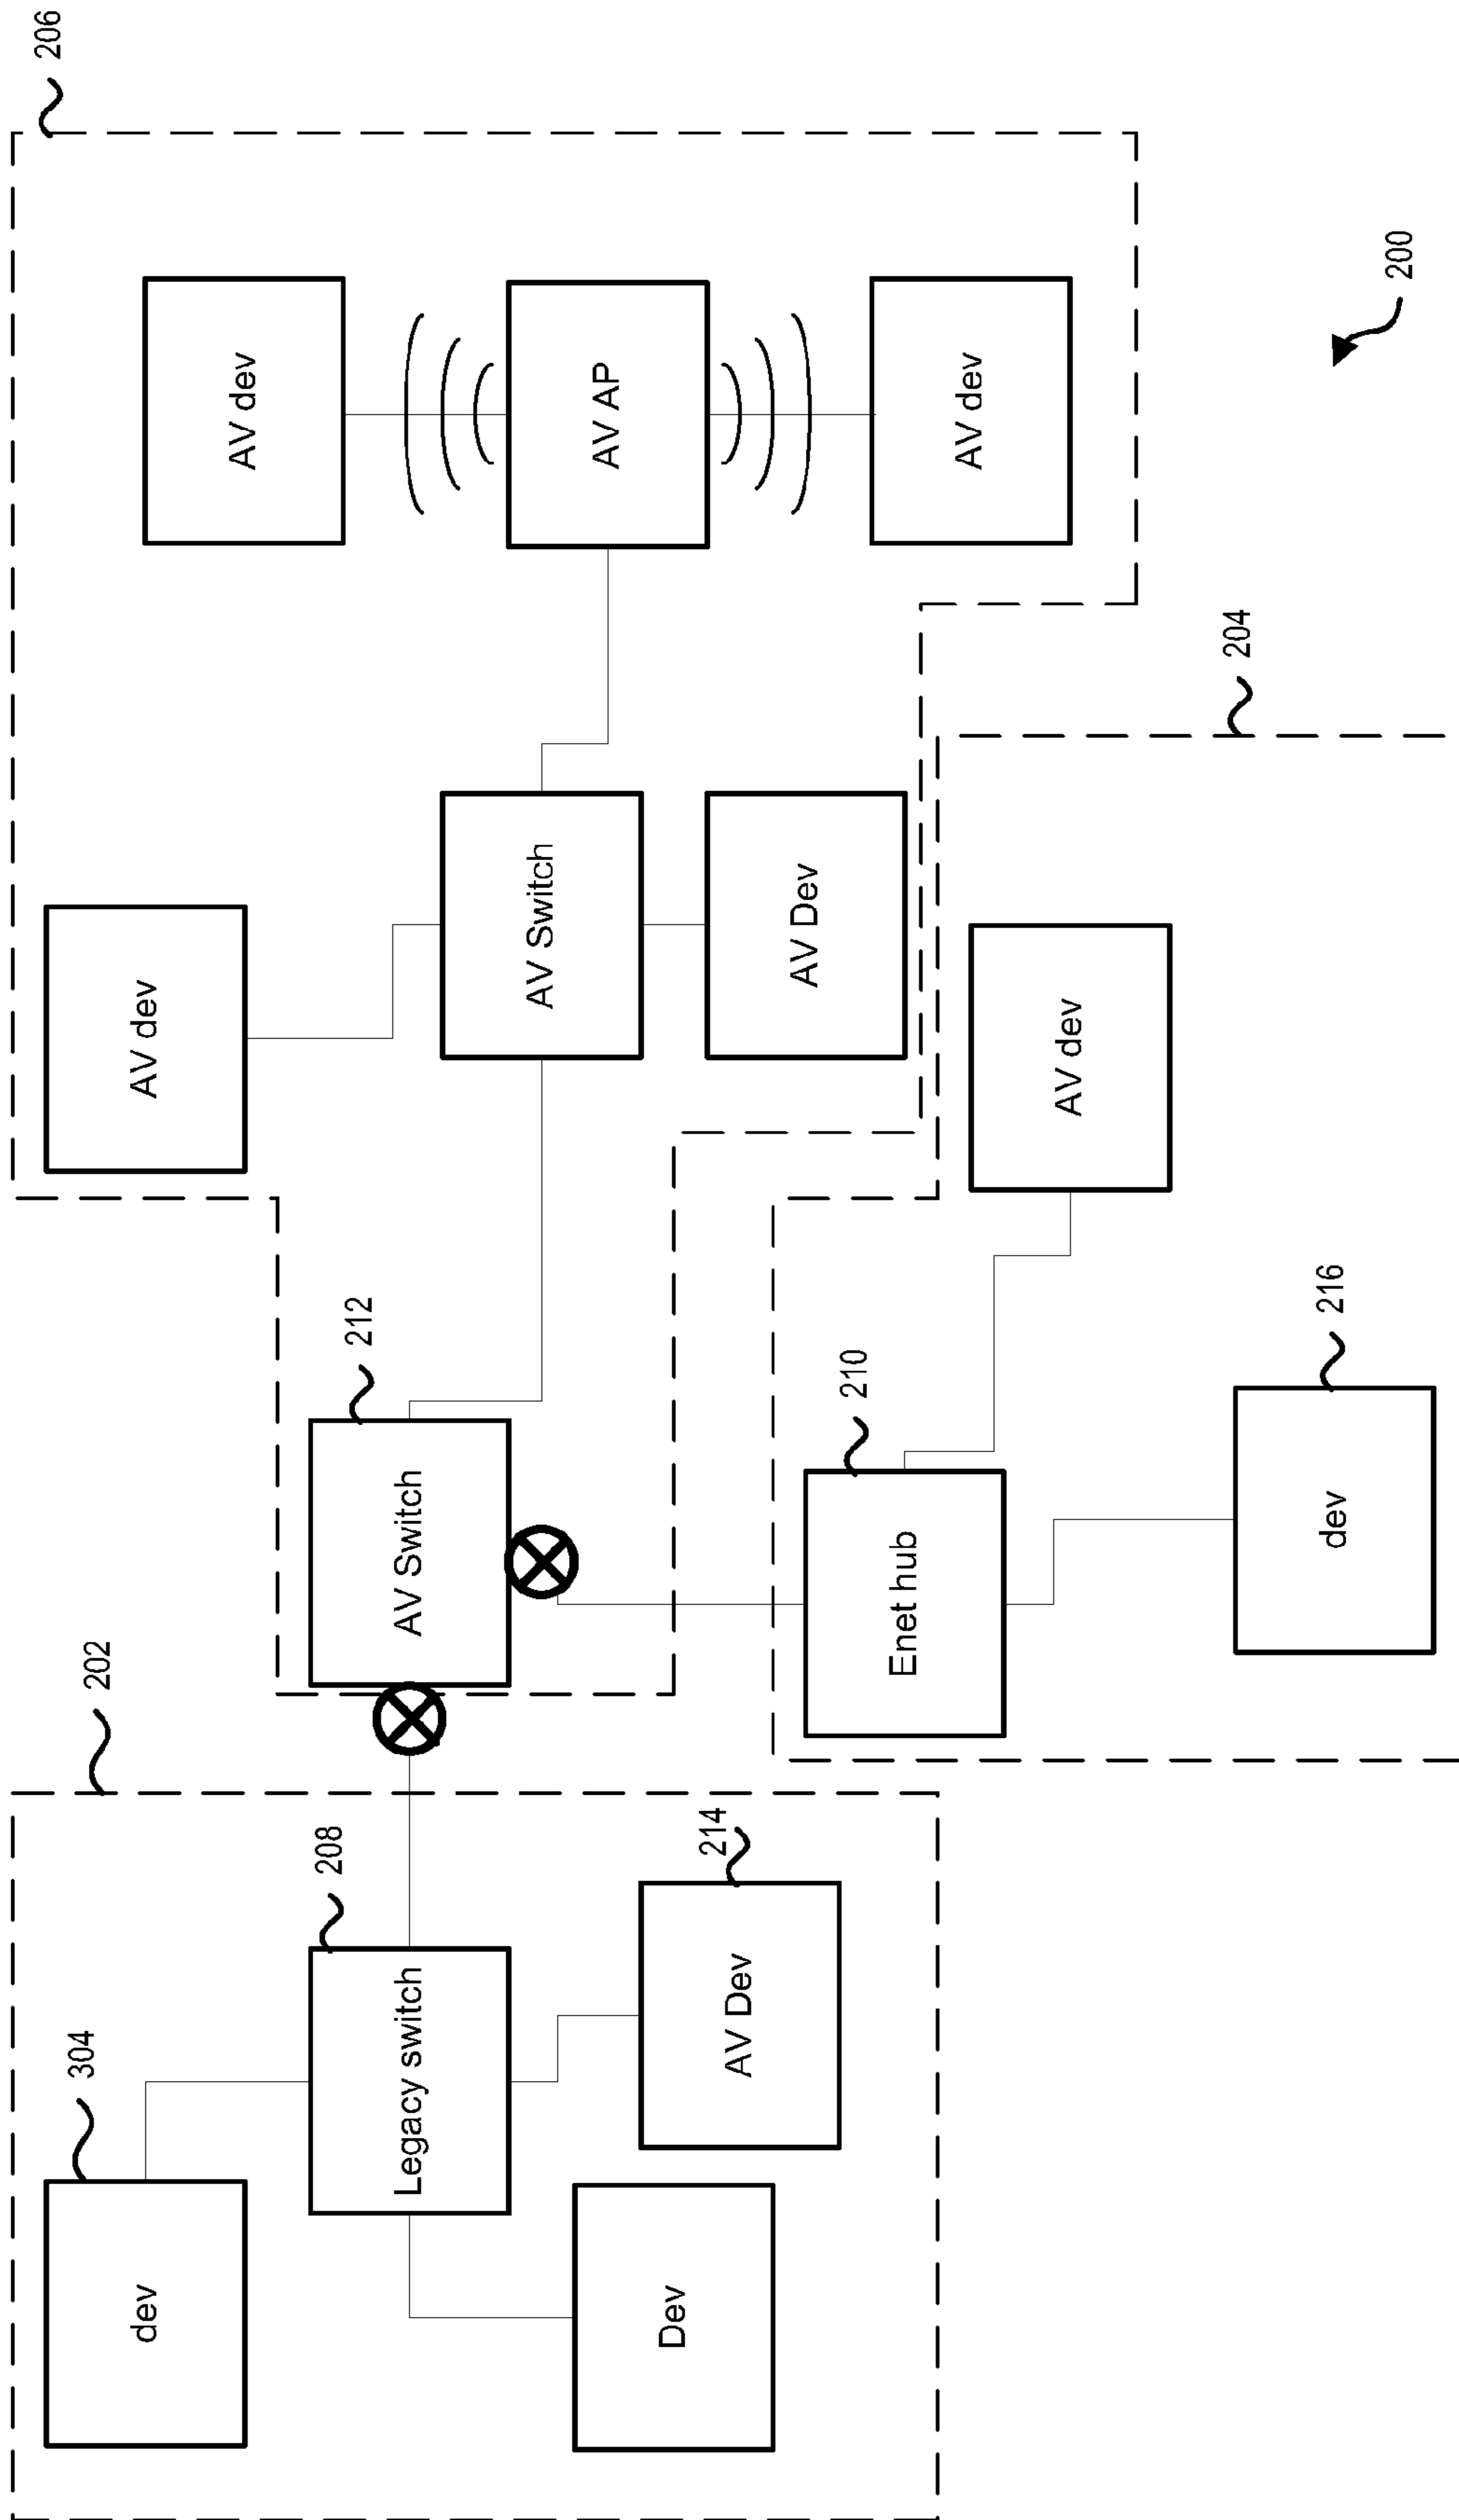 206
AV dev
AV AP
AV dev
200
AV dev
AV Switch
AV Dev
204
AV dev
212
AV Switch
210
Enet hub
216
dev
202
304
dev
208
Legacy switch
214
AV Dev
Dev